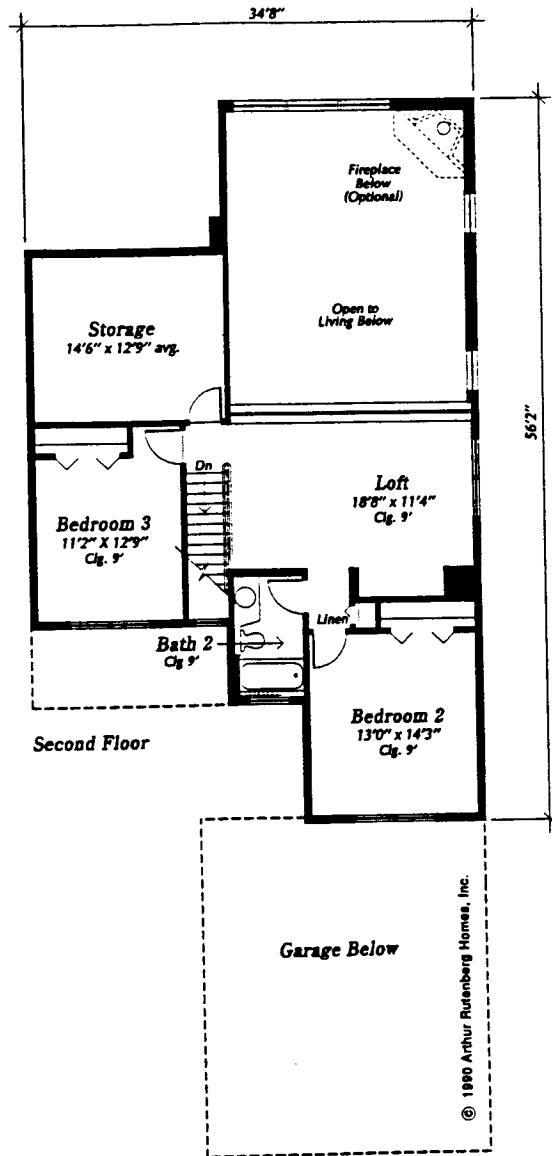 34'8"
Fireplace
Below
(Optional)
Open to
Living Below
Storage
14'6" x 12'9" avg.
56'2"
Dn
Loft
18'8" x 11'4"
Clg. 9'
Bedroom 3
11'2" X 12'9"
Clg. 9'
Linen
Bath 2
Clg 9'
Bedroom 2
13'0" x 14'3"
Clg. 9'
Second Floor
Garage Below
© 1990 Arthur Rutenberg Homes, Inc.